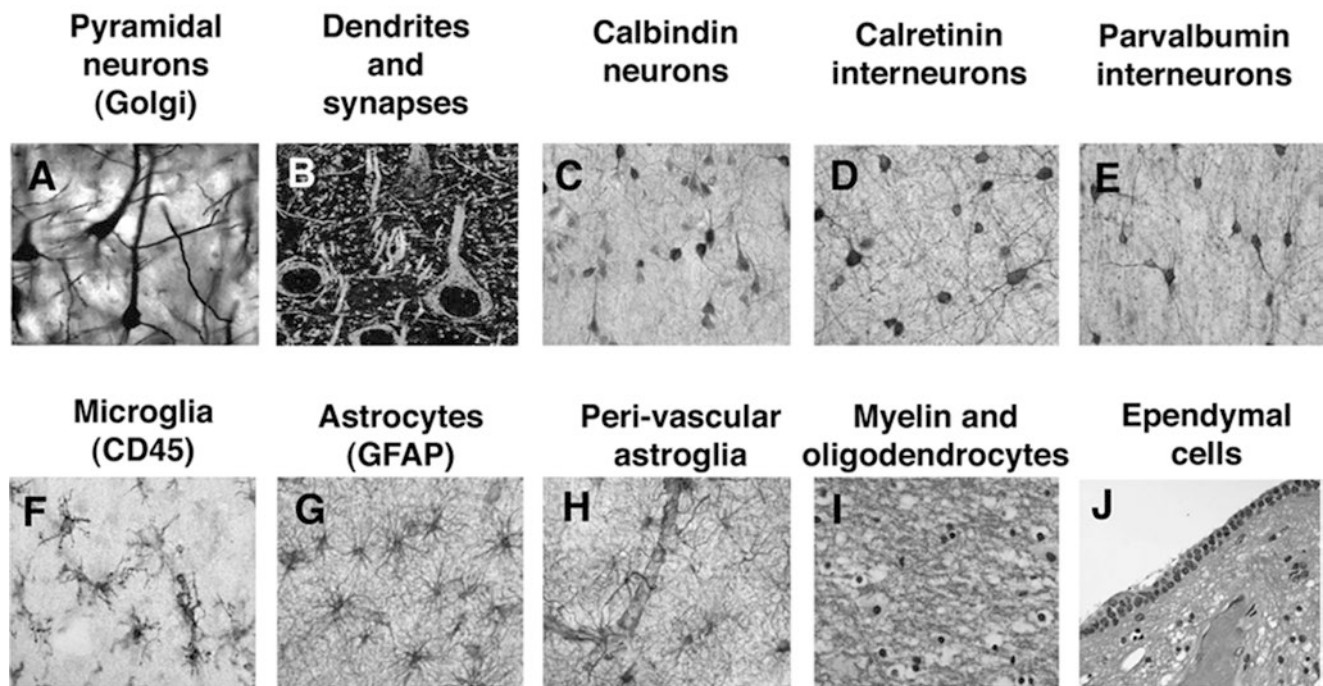 Pyramidal
neurons
(Golgi)
Dendrites
and
synapses
Calbindin
neurons
Calretinin
interneurons
Parvalbumin
interneurons
A
B
C
D
E
Microglia
(CD45)
Astrocytes
(GFAP)
Peri-vascular
astroglia
Myelin and
oligodendrocytes
Ependymal
cells
F
G
H
I
J